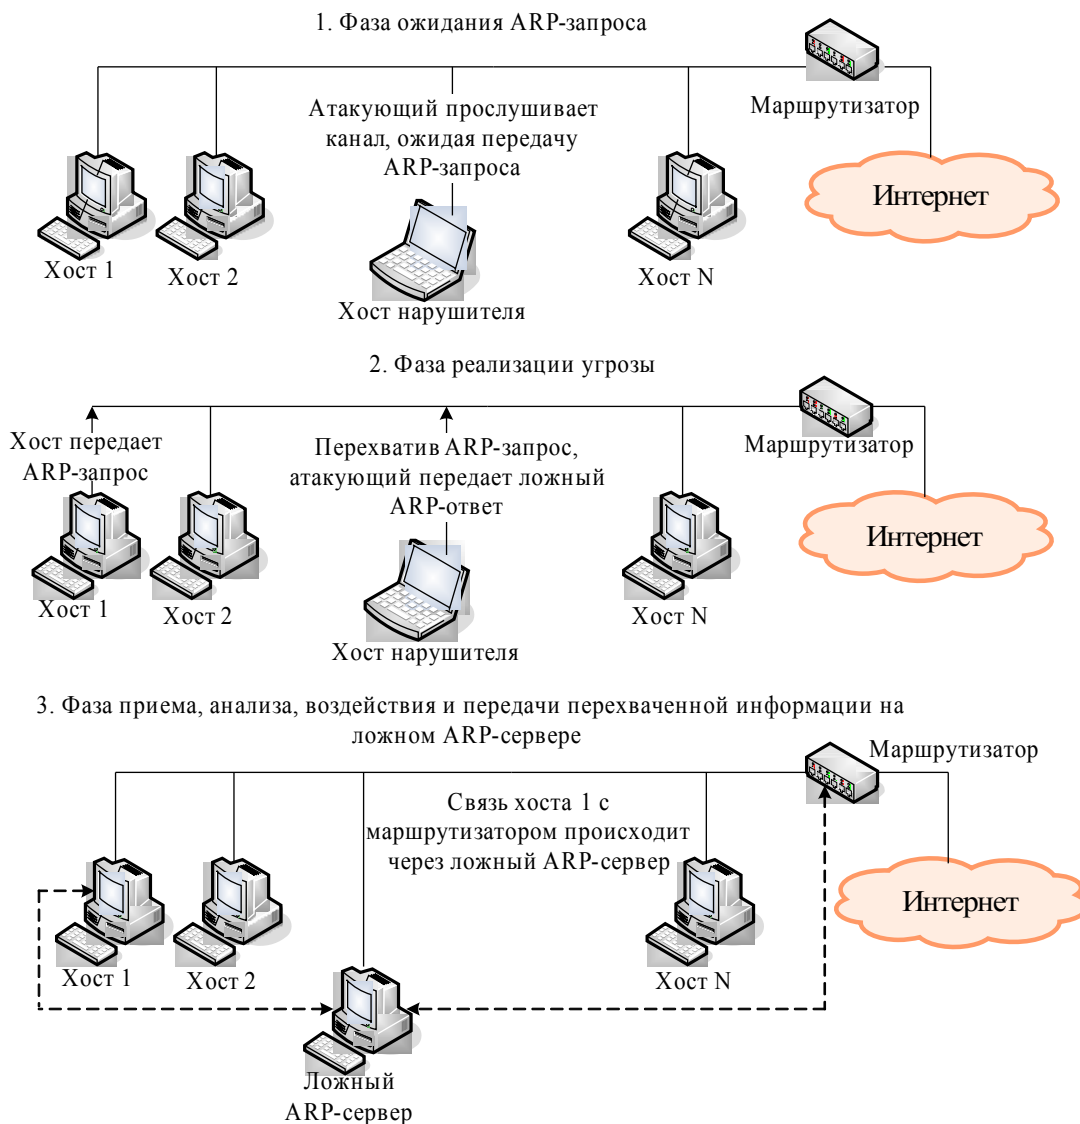 1. Фаза ожидания ARP-запроса
Маршрутизатор
Атакующий прослушивает
канал, ожидая передачу
ARP-запроса
Интернет
Хост 1
Хост 2
Хост N
Хост нарушителя
2. Фаза реализации угрозы
Хост передает
ARP-запрос
Перехватив ARP-запрос,
атакующий передает ложный
ARP-ответ
Маршрутизатор
Интернет
Хост 1
Хост 2
Хост N
Хост нарушителя
3. Фаза приема, анализа, воздействия и передачи перехваченной информации на
ложном ARP-сервере
Маршрутизатор
Связь хоста 1 с
маршрутизатором происходит
через ложный ARP-сервер
Интернет
Хост 1
Хост 2
Хост N
Ложный
ARP-сервер